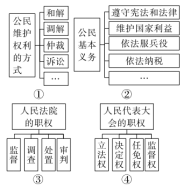 公民维护权利的方式
和解
调解
仲裁
诉讼
…
①
公民基本义务
遵守宪法和法律
维护国家利益
依法服兵役
依法纳税
…
②
人民法院的职权
监督
调查
处置
审判
③
人民代表大会的职权
立法权
决定权
任免权
监督权
④